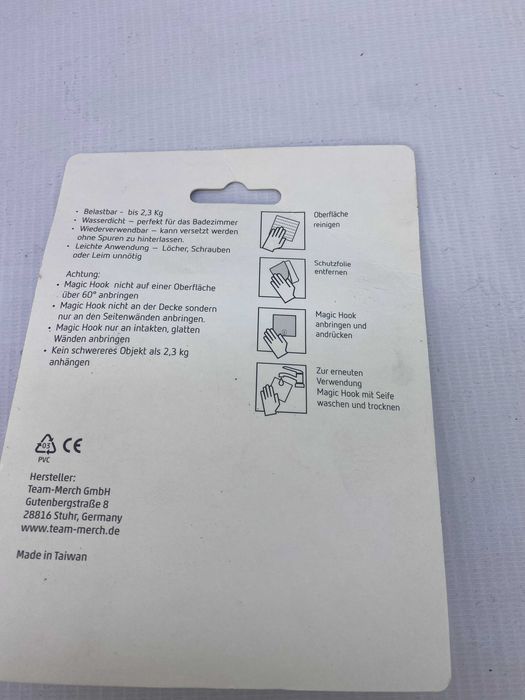 • Belastbar - bis 2,3 Kg
• Wasserdicht – perfekt für das Badezimmer
• Wiederverwendbar – kann versetzt werden
ohne Spuren zu hinterlassen.
• Leichte Anwendung – Löcher, Schrauben
oder Leim unnötig
Achtung:
• Magic Hook nicht auf einer Oberfläche
über 60° anbringen
• Magic Hook nicht an der Decke sondern
nur an den Seitenwänden anbringen.
• Magic Hook nur an intakten, glatten
Wänden anbringen
• Kein schwereres Objekt als 2,3 kg
anhängen
Oberfläche
reinigen
Schutzfolie
entfernen
Magic Hook
anbringen und
andrücken
Zur erneuten
Verwendung
Magic Hook mit Seife
waschen und trocknen
03
PVC
CE
Hersteller:
Team-Merch GmbH
Gutenbergstraße 8
28816 Stuhr, Germany
www.team-merch.de
Made in Taiwan